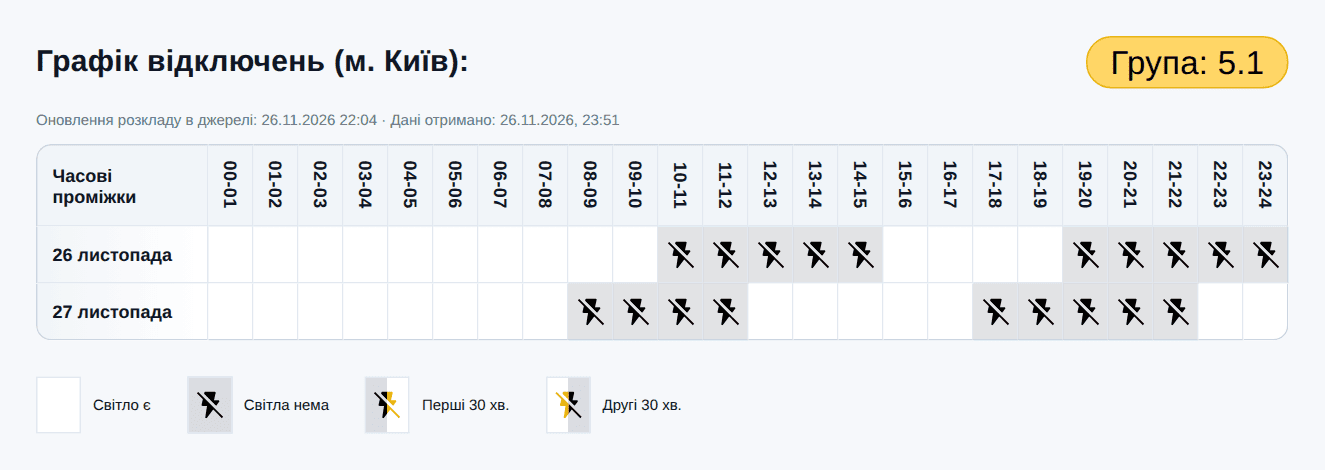 Графік відключень (м. Київ):
Група: 5.1
Оновлення розкладу в джерелі: 26.11.2026 22:04 · Дані отримано: 26.11.2026, 23:51
Часові
проміжки
00-01
01-02
02-03
03-04
04-05
05-06
06-07
07-08
08-09
09-10
10-11
11-12
12-13
13-14
14-15
15-16
16-17
17-18
18-19
19-20
20-21
21-22
22-23
23-24
26 листопада
27 листопада
Світло є
Світла нема
Перші 30 хв.
Другі 30 хв.